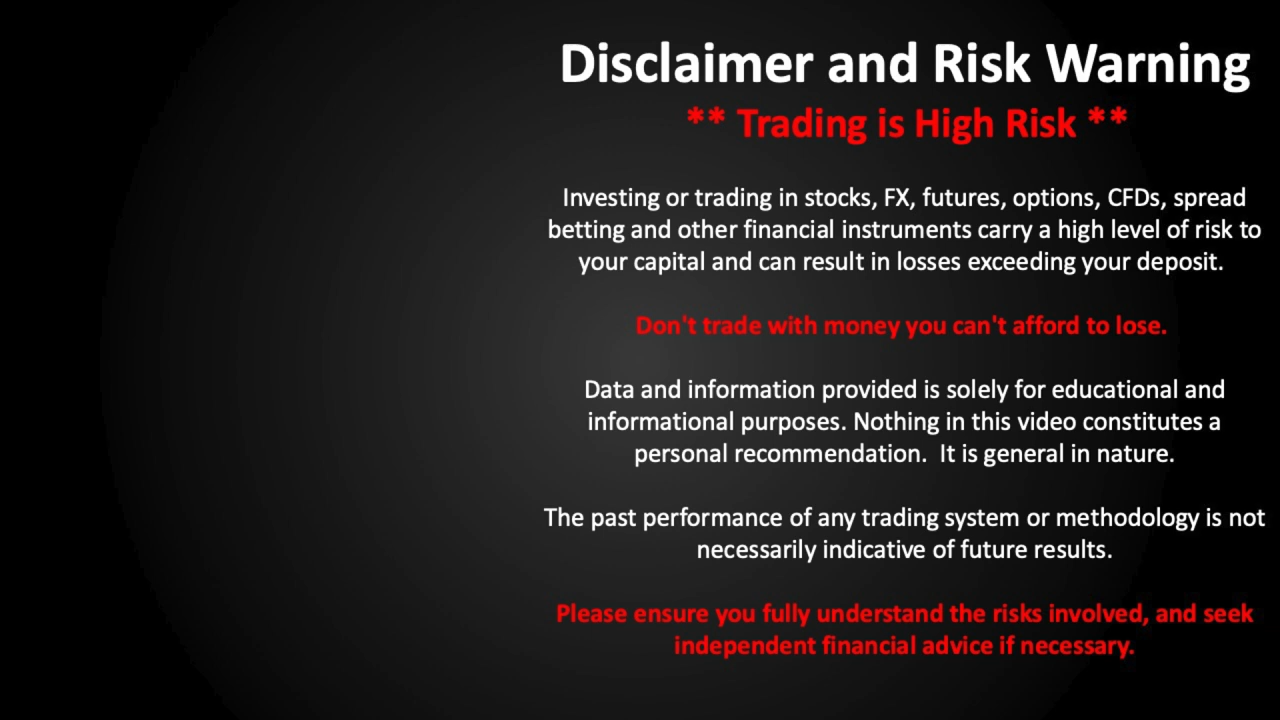 Disclaimer and Risk Warning
** Trading is High Risk **
Investing or trading in stocks, FX, futures, options, CFDs, spread
betting and other financial instruments carry a high level of risk to
your capital and can result in losses exceeding your deposit.
Don't trade with money you can't afford to lose.
Data and information provided is solely for educational and
informational purposes. Nothing in this video constitutes a
personal recommendation.  It is general in nature.
The past performance of any trading system or methodology is not
necessarily indicative of future results.
Please ensure you fully understand the risks involved, and seek
independent financial advice if necessary.